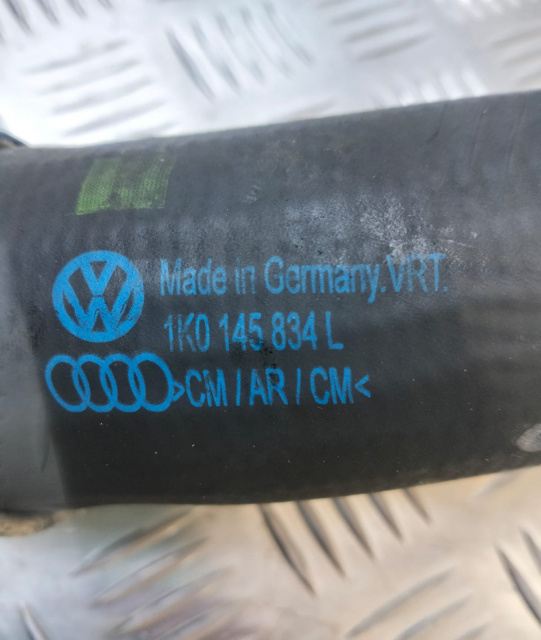 Made in Germany.VRT.
1K0 145 834 L
>CM/AR/CM<